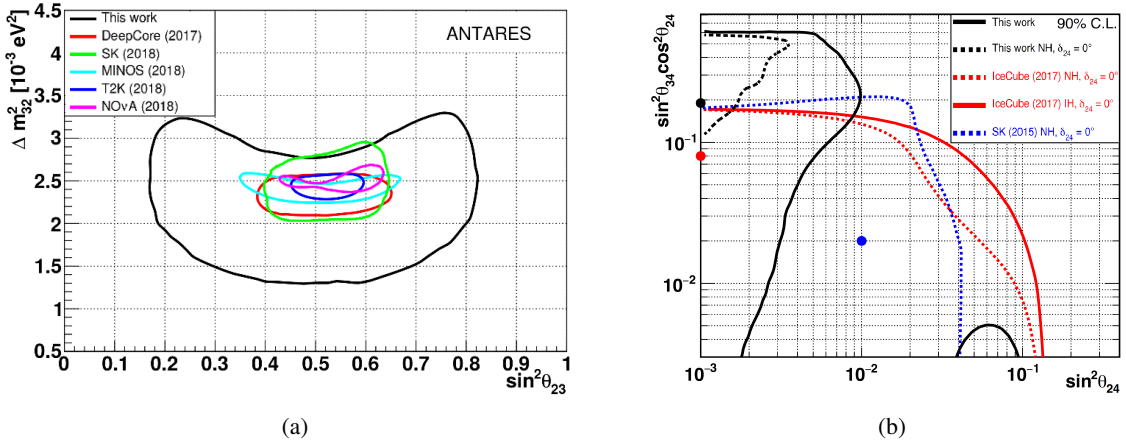 Δ m²₃₂ [10⁻³ eV²]
4.5
4
3.5
3
2.5
2
1.5
1
0.5
This work
DeepCore (2017)
SK (2018)
MINOS (2018)
T2K (2018)
NOνA (2018)
ANTARES
0 0.1 0.2 0.3 0.4 0.5 0.6 0.7 0.8 0.9 1
sin²θ₂₃
(a)
sin²θ₃₄cos²θ₂₄
10⁻¹
10⁻²
This work 90% C.L.
This work NH, δ₂₄ = 0°
IceCube (2017) NH, δ₂₄ = 0°
IceCube (2017) IH, δ₂₄ = 0°
SK (2015) NH, δ₂₄ = 0°
10⁻³ 10⁻² 10⁻¹
sin²θ₂₄
(b)